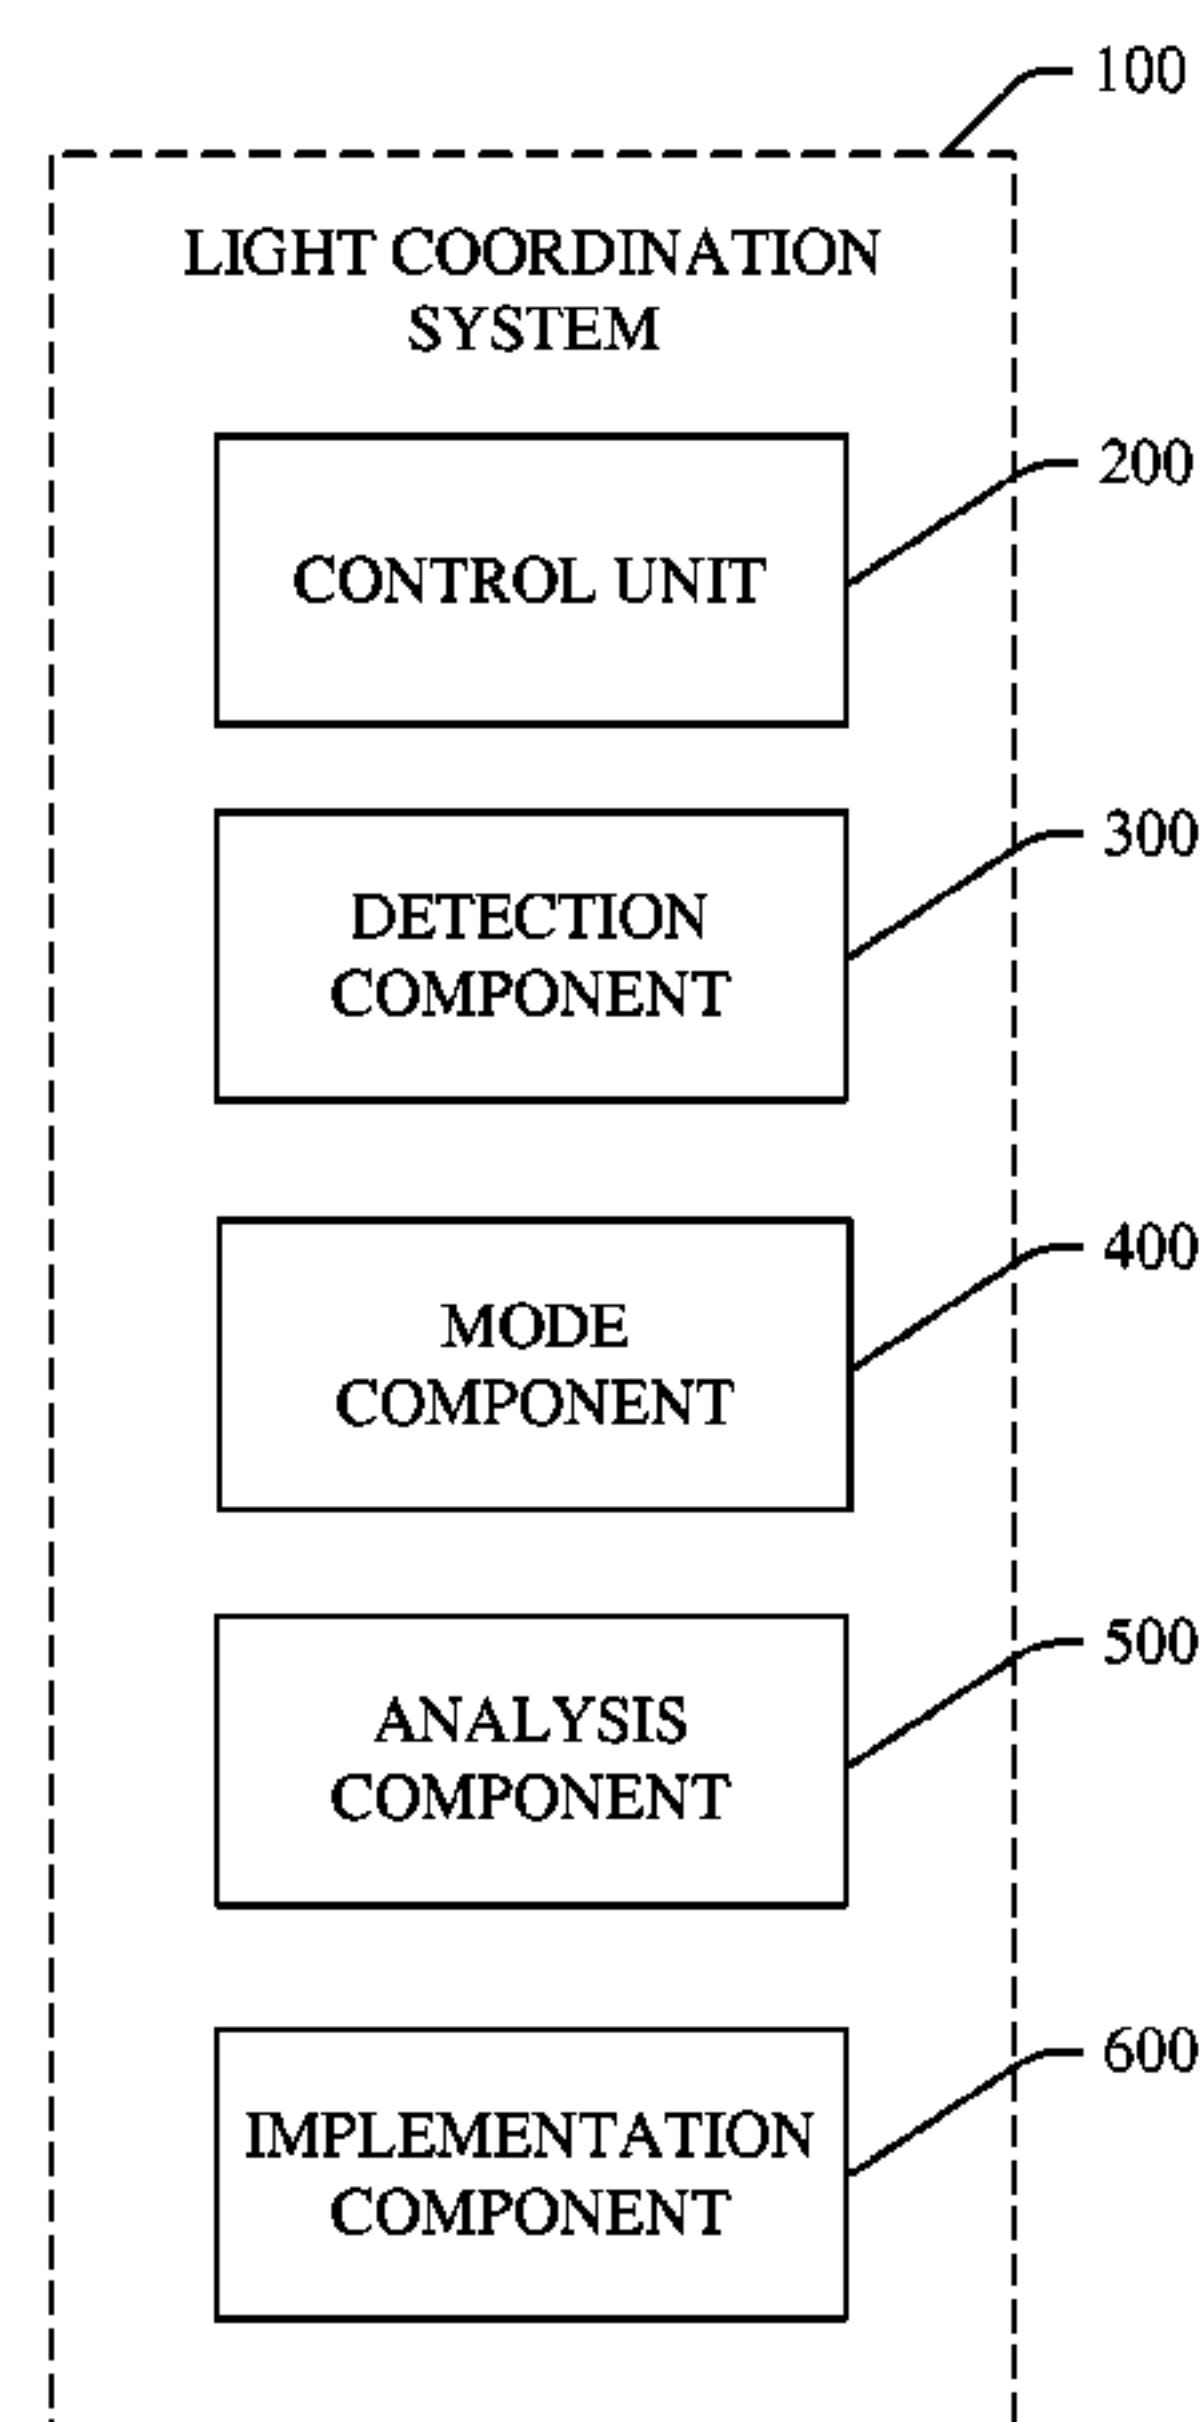 100
LIGHT COORDINATION
SYSTEM
200
CONTROL UNIT
300
DETECTION
COMPONENT
400
MODE
COMPONENT
500
ANALYSIS
COMPONENT
600
IMPLEMENTATION
COMPONENT